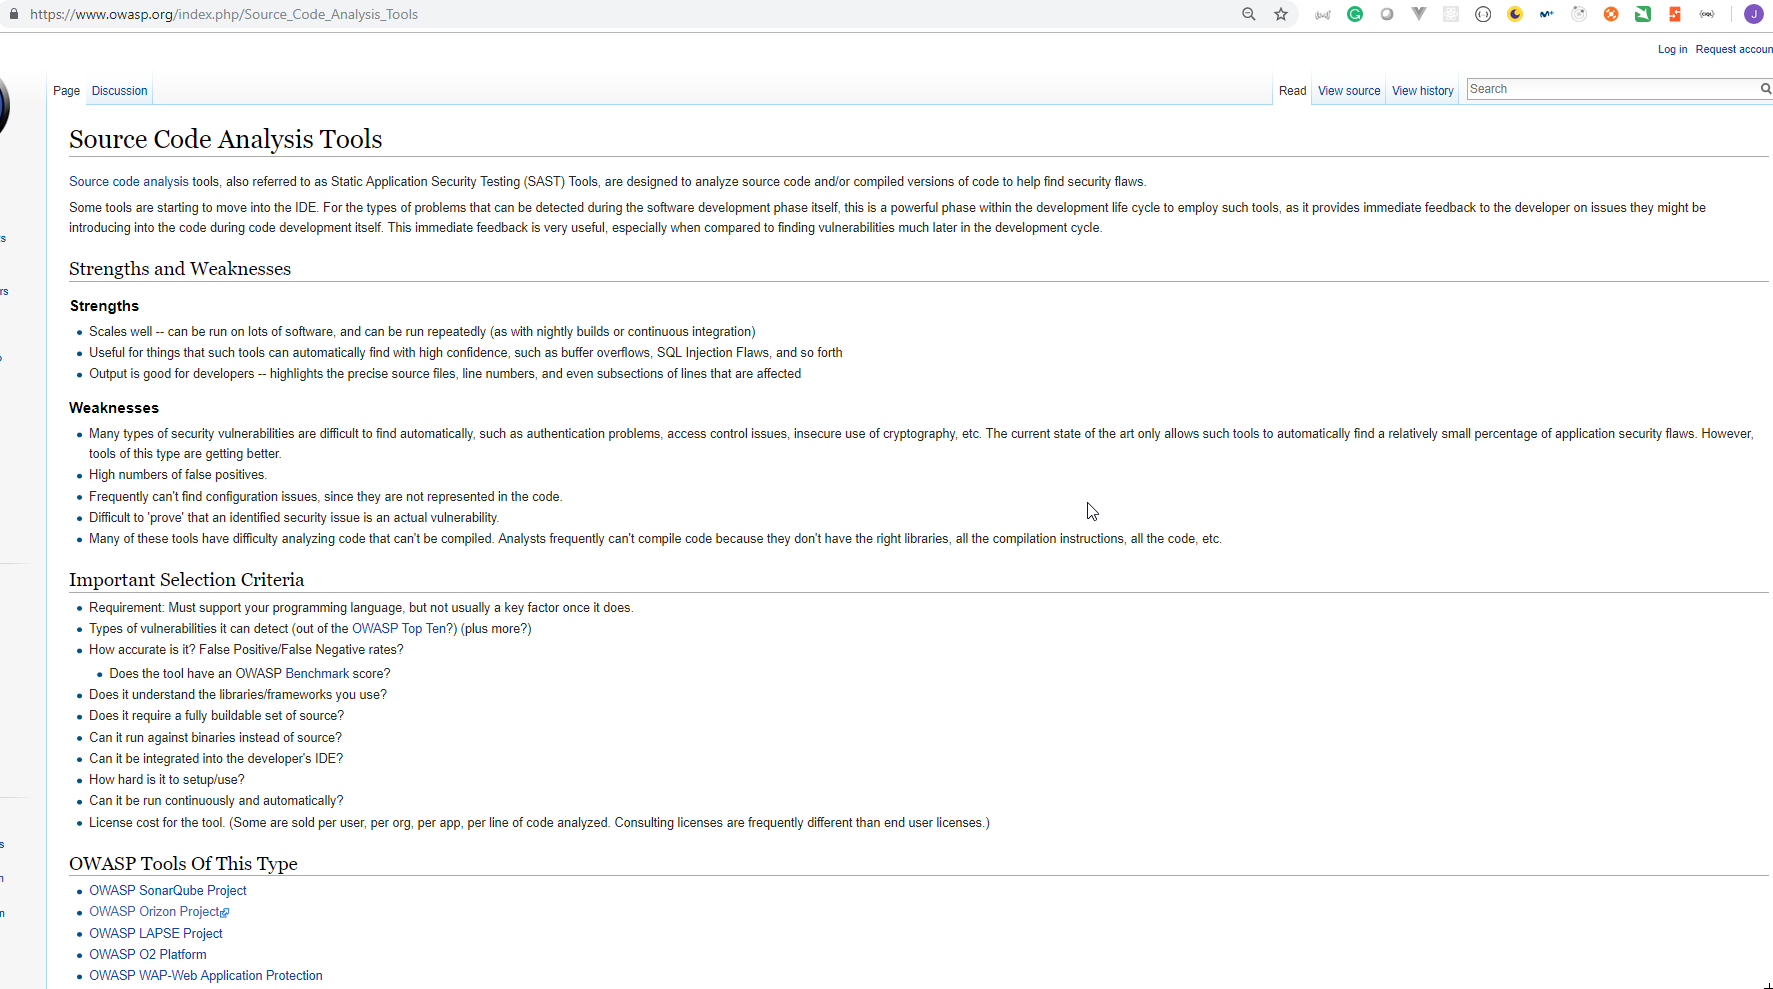 https://www.owasp.org/index.php/Source_Code_Analysis_Tools
J
Log in Request accoun
Page Discussion Read View source View history Search
Source Code Analysis Tools
Source code analysis tools, also referred to as Static Application Security Testing (SAST) Tools, are designed to analyze source code and/or compiled versions of code to help find security flaws.
Some tools are starting to move into the IDE. For the types of problems that can be detected during the software development phase itself, this is a powerful phase within the development life cycle to employ such tools, as it provides immediate feedback to the developer on issues they might be
introducing into the code during code development itself. This immediate feedback is very useful, especially when compared to finding vulnerabilities much later in the development cycle.
Strengths and Weaknesses
Strengths
Scales well -- can be run on lots of software, and can be run repeatedly (as with nightly builds or continuous integration)
Useful for things that such tools can automatically find with high confidence, such as buffer overflows, SQL Injection Flaws, and so forth
Output is good for developers -- highlights the precise source files, line numbers, and even subsections of lines that are affected
Weaknesses
Many types of security vulnerabilities are difficult to find automatically, such as authentication problems, access control issues, insecure use of cryptography, etc. The current state of the art only allows such tools to automatically find a relatively small percentage of application security flaws. However,
tools of this type are getting better.
High numbers of false positives.
Frequently can't find configuration issues, since they are not represented in the code.
Difficult to 'prove' that an identified security issue is an actual vulnerability.
Many of these tools have difficulty analyzing code that can't be compiled. Analysts frequently can't compile code because they don't have the right libraries, all the compilation instructions, all the code, etc.
Important Selection Criteria
Requirement: Must support your programming language, but not usually a key factor once it does.
Types of vulnerabilities it can detect (out of the OWASP Top Ten?) (plus more?)
How accurate is it? False Positive/False Negative rates?
Does the tool have an OWASP Benchmark score?
Does it understand the libraries/frameworks you use?
Does it require a fully buildable set of source?
Can it run against binaries instead of source?
Can it be integrated into the developer's IDE?
How hard is it to setup/use?
Can it be run continuously and automatically?
License cost for the tool. (Some are sold per user, per org, per app, per line of code analyzed. Consulting licenses are frequently different than end user licenses.)
OWASP Tools Of This Type
OWASP SonarQube Project
OWASP Orizon Project
OWASP LAPSE Project
OWASP O2 Platform
OWASP WAP-Web Application Protection